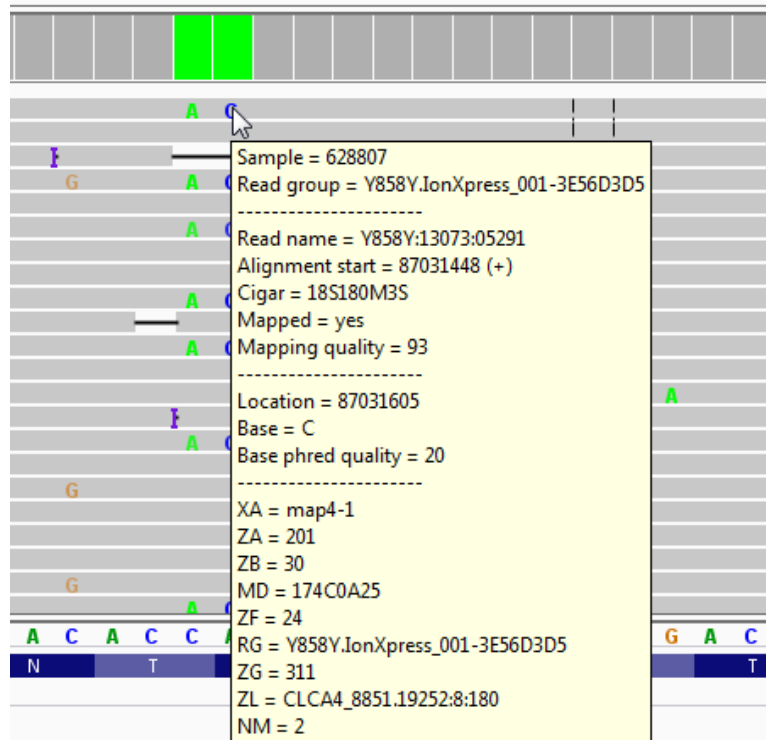 A C
Sample = 628807
G A Read group = Y858Y.IonXpress_001-3E56D3D5
----------------------
A Read name = Y858Y:13073:05291
Alignment start = 87031448 (+)
A Cigar = 18S180M3S
Mapped = yes
A Mapping quality = 93
----------------------
Location = 87031605 A
Base = C
A Base phred quality = 20
----------------------
G
XA = map4-1
ZA = 201
ZB = 30
G MD = 174C0A25
A ZF = 24
A C A C C RG = Y858Y.IonXpress_001-3E56D3D5 G A C
N T ZG = 311 T
ZL = CLCA4_8851.19252:8:180
NM = 2